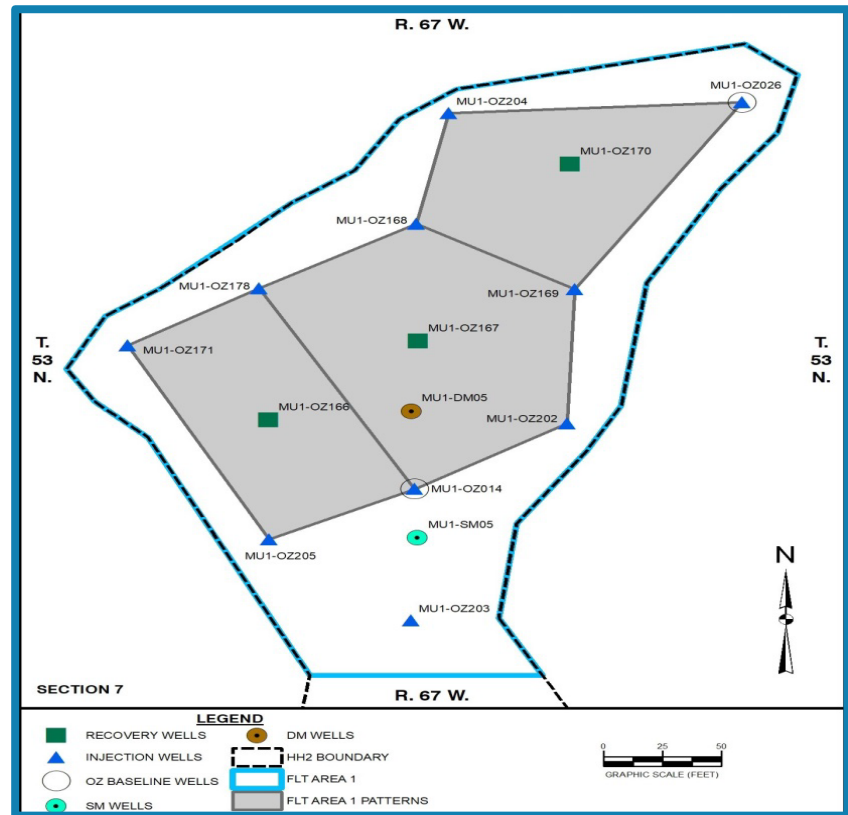 R. 67 W.
MU1-OZ026
MU1-OZ204
MU1-OZ170
MU1-OZ168
MU1-OZ178
MU1-OZ169
T.
53
N.
T.
53
N.
MU1-OZ167
MU1-OZ171
MU1-DM05
MU1-OZ166
MU1-OZ202
MU1-OZ014
MU1-SM05
MU1-OZ205
N
MU1-OZ203
SECTION 7
R. 67 W.
LEGEND
RECOVERY WELLS
INJECTION WELLS
OZ BASELINE WELLS
SM WELLS
DM WELLS
HH2 BOUNDARY
FLT AREA 1
FLT AREA 1 PATTERNS
0 25 50
GRAPHIC SCALE (FEET)